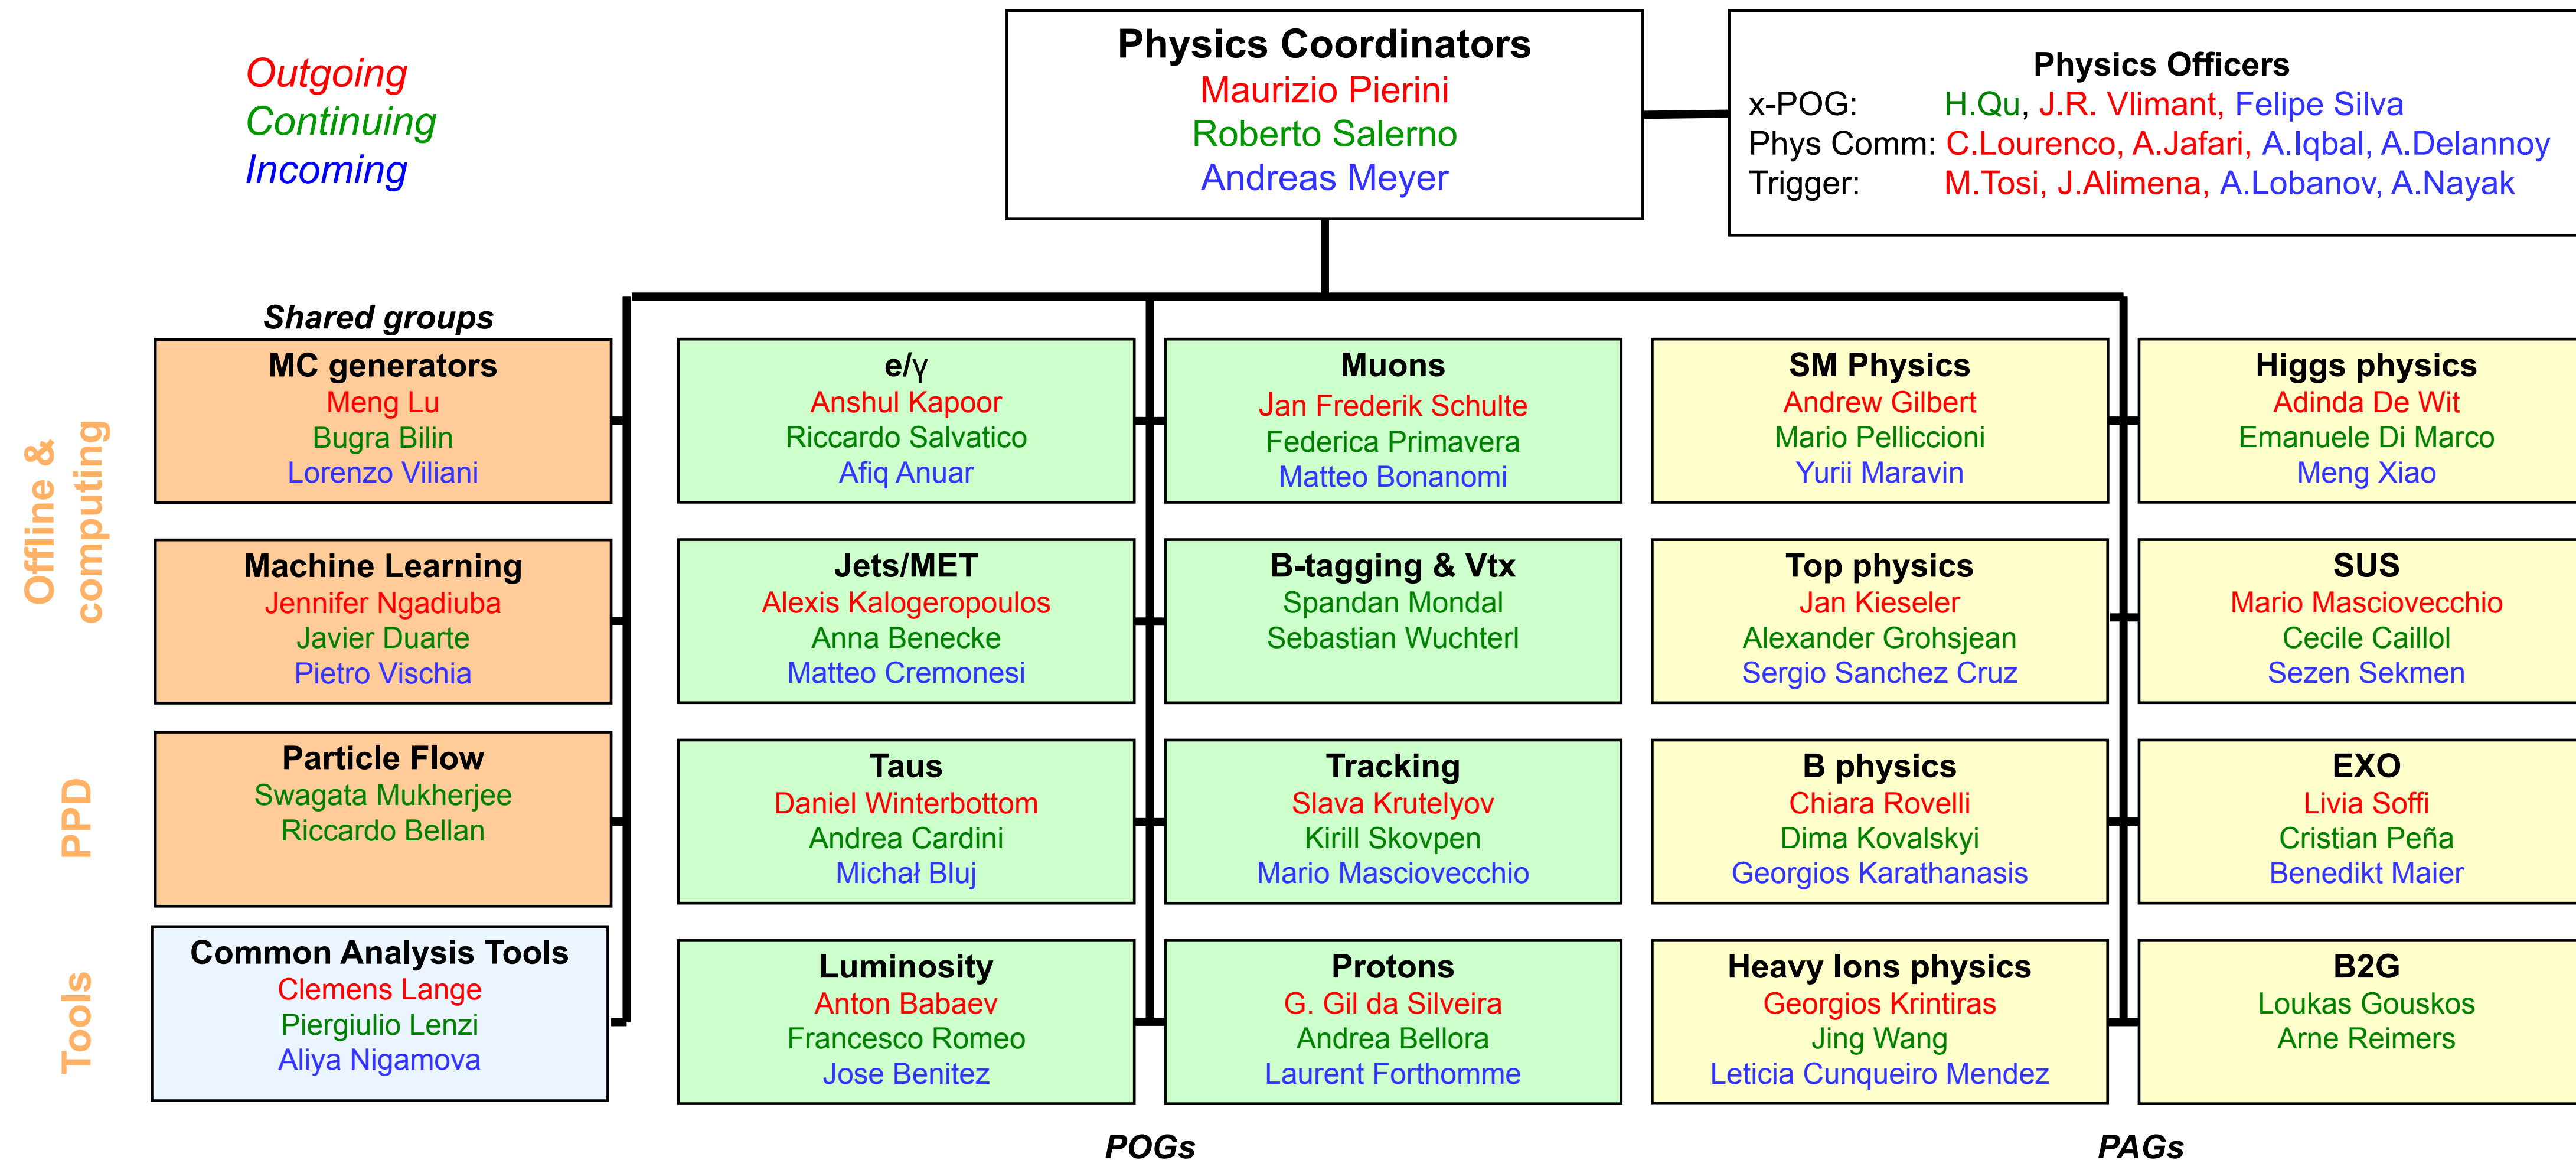 Outgoing
Continuing
Incoming
Physics Coordinators
Maurizio Pierini
Roberto Salerno
Andreas Meyer
Physics Officers
x-POG: H.Qu, J.R. Vlimant, Felipe Silva
Phys Comm: C.Lourenco, A.Jafari, A.Iqbal, A.Delannoy
Trigger: M.Tosi, J.Alimena, A.Lobanov, A.Nayak
Shared groups
Offline &
computing
MC generators
Meng Lu
Bugra Bilin
Lorenzo Viliani
Machine Learning
Jennifer Ngadiuba
Javier Duarte
Pietro Vischia
PPD
Particle Flow
Swagata Mukherjee
Riccardo Bellan
Tools
Common Analysis Tools
Clemens Lange
Piergiulio Lenzi
Aliya Nigamova
e/γ
Anshul Kapoor
Riccardo Salvatico
Afiq Anuar
Jets/MET
Alexis Kalogeropoulos
Anna Benecke
Matteo Cremonesi
Taus
Daniel Winterbottom
Andrea Cardini
Michał Bluj
Luminosity
Anton Babaev
Francesco Romeo
Jose Benitez
Muons
Jan Frederik Schulte
Federica Primavera
Matteo Bonanomi
B-tagging & Vtx
Spandan Mondal
Sebastian Wuchterl
Tracking
Slava Krutelyov
Kirill Skovpen
Mario Masciovecchio
Protons
G. Gil da Silveira
Andrea Bellora
Laurent Forthomme
POGs
SM Physics
Andrew Gilbert
Mario Pelliccioni
Yurii Maravin
Top physics
Jan Kieseler
Alexander Grohsjean
Sergio Sanchez Cruz
B physics
Chiara Rovelli
Dima Kovalskyi
Georgios Karathanasis
Heavy Ions physics
Georgios Krintiras
Jing Wang
Leticia Cunqueiro Mendez
Higgs physics
Adinda De Wit
Emanuele Di Marco
Meng Xiao
SUS
Mario Masciovecchio
Cecile Caillol
Sezen Sekmen
EXO
Livia Soffi
Cristian Peña
Benedikt Maier
B2G
Loukas Gouskos
Arne Reimers
PAGs